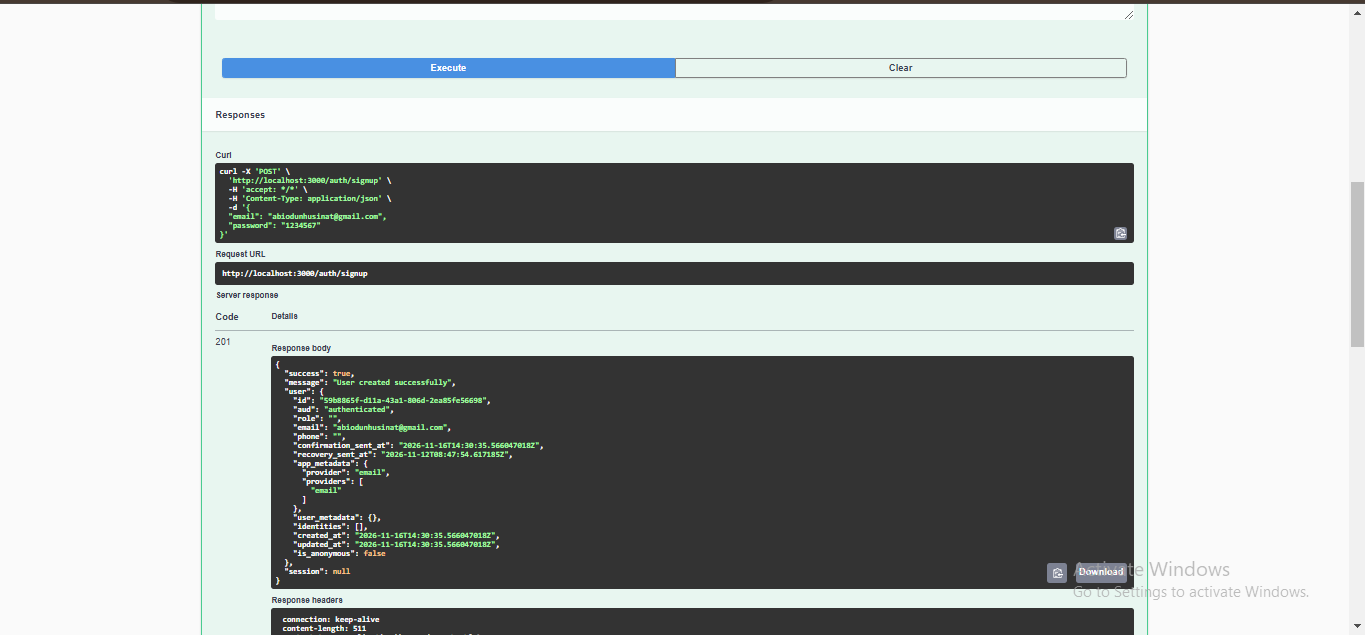 Execute
Clear
Responses
Curl
curl -X 'POST' \
'http://localhost:3000/auth/signup' \
-H 'accept: */*' \
-H 'Content-Type: application/json' \
-d '{
"email": "abiodunhusinat@gmail.com",
"password": "1234567"
}'
Request URL
http://localhost:3000/auth/signup
Server response
Code Details
201
Response body
{
"success": true,
"message": "User created successfully",
"user": {
"id": "59b8865f-d11a-43a1-806d-2ea85fe56698",
"aud": "authenticated",
"role": "",
"email": "abiodunhusinat@gmail.com",
"phone": "",
"confirmation_sent_at": "2026-11-16T14:30:35.566047018Z",
"recovery_sent_at": "2026-11-12T08:47:54.617185Z",
"app_metadata": {
"provider": "email",
"providers": [
"email"
]
},
"user_metadata": {},
"identities": [],
"created_at": "2026-11-16T14:30:35.566047018Z",
"updated_at": "2026-11-16T14:30:35.566047018Z",
"is_anonymous": false
},
"session": null
}
Download
Activate Windows
Go to Settings to activate Windows.
Response headers
connection: keep-alive
content-length: 511